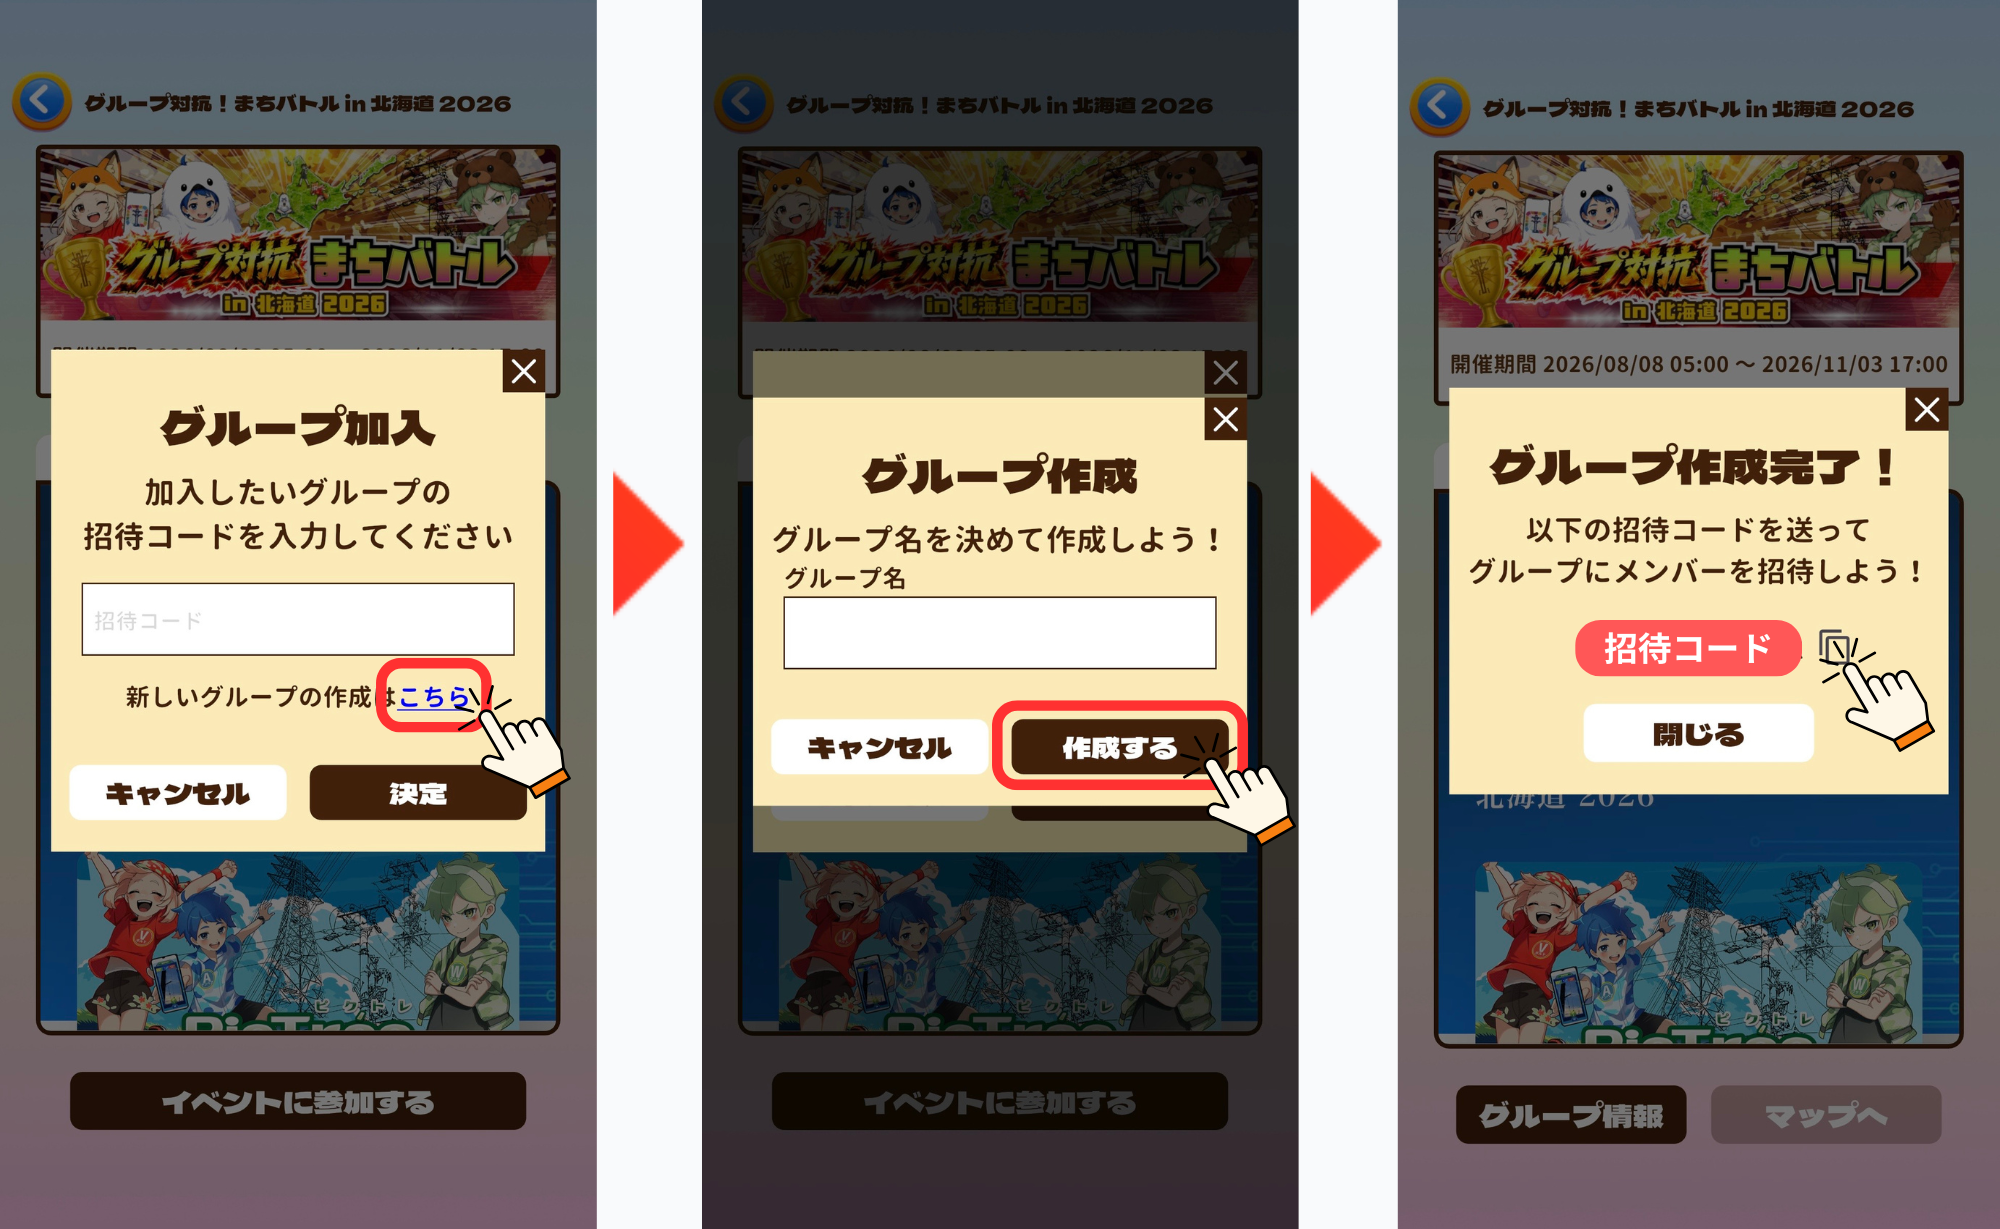 グループ対抗！まちバトル in 北海道 2026
グループ対抗 まちバトル
in 北海道 2026
グループ加入
加入したいグループの
招待コードを入力してください
招待コード
新しいグループの作成はこちら
キャンセル
決定
ピクトレ
イベントに参加する
グループ対抗！まちバトル in 北海道 2026
グループ対抗 まちバトル
in 北海道 2026
グループ作成
グループ名を決めて作成しよう！
グループ名
キャンセル
作成する
ピクトレ
イベントに参加する
グループ対抗！まちバトル in 北海道 2026
グループ対抗 まちバトル
in 北海道 2026
開催期間 2026/08/08 05:00 ～ 2026/11/03 17:00
グループ作成完了！
以下の招待コードを送って
グループにメンバーを招待しよう！
招待コード
閉じる
北海道 2026
ピクトレ
グループ情報
マップへ